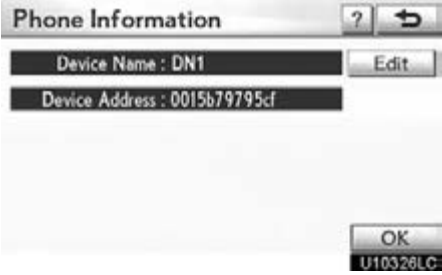 Phone Information ?
Device Name : DN1 Edit
Device Address : 0015b79795cf
OK
U10326LC